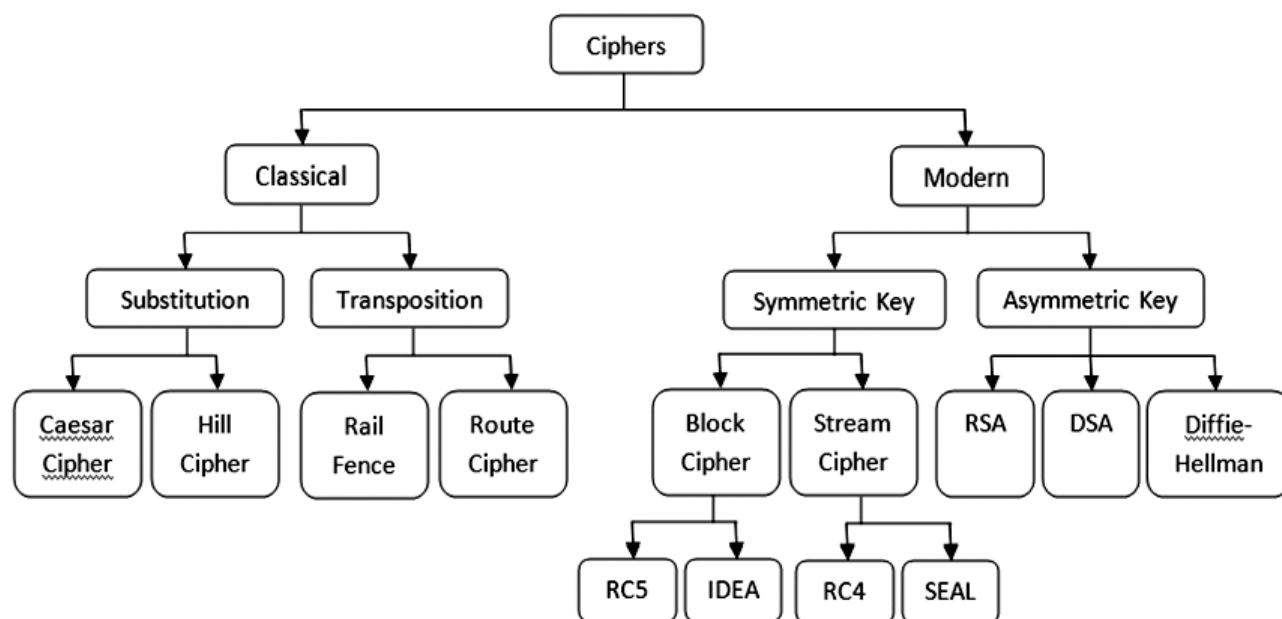 Ciphers
Classical
Modern
Substitution
Transposition
Symmetric Key
Asymmetric Key
Caesar
Cipher
Hill
Cipher
Rail
Fence
Route
Cipher
Block
Cipher
Stream
Cipher
RSA
DSA
Diffie-
Hellman
RC5
IDEA
RC4
SEAL